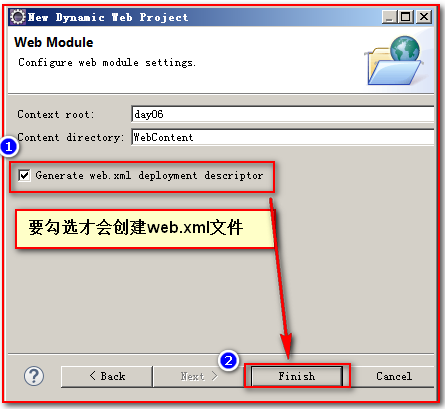 New Dynamic Web Project
Web Module
Configure web module settings.
Context root:
day06
Content directory:
WebContent
1
Generate web.xml deployment descriptor
要勾选才会创建web.xml文件
2
?
< Back
Next >
Finish
Cancel